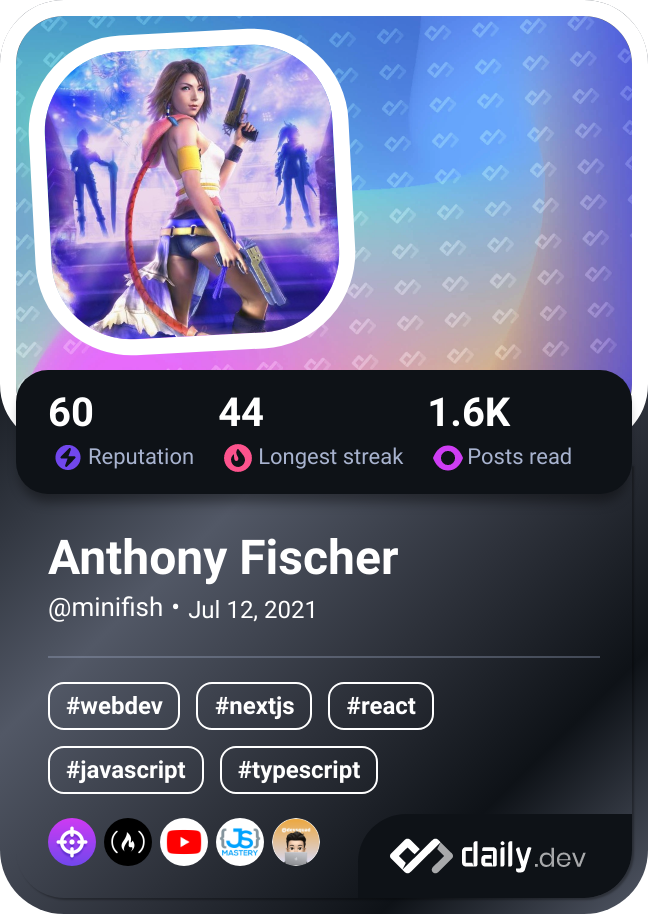 60 44 1.6K
Reputation Longest streak Posts read
Anthony Fischer
@minifish • Jul 12, 2021
#webdev #nextjs #react
#javascript #typescript
{JS}
MASTERY
daily.dev